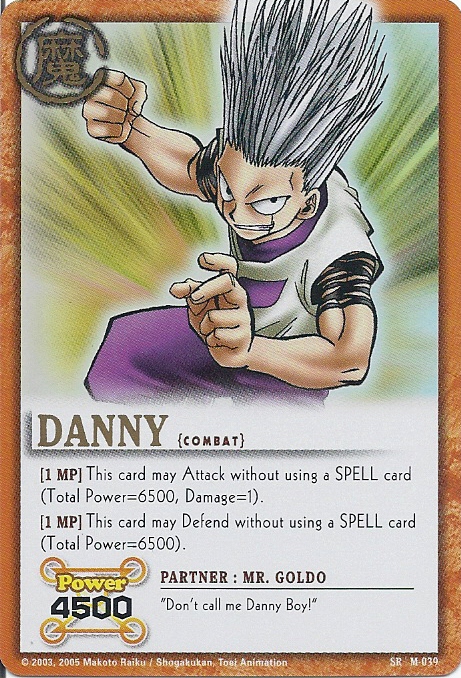 魔
DANNY {COMBAT}
[1 MP] This card may Attack without using a SPELL card
(Total Power=6500, Damage=1).
[1 MP] This card may Defend without using a SPELL card
(Total Power=6500).
Power
4500
PARTNER : MR. GOLDO
"Don't call me Danny Boy!"
© 2003, 2005 Makoto Raiku / Shogakukan, Toei Animation
SR M-039